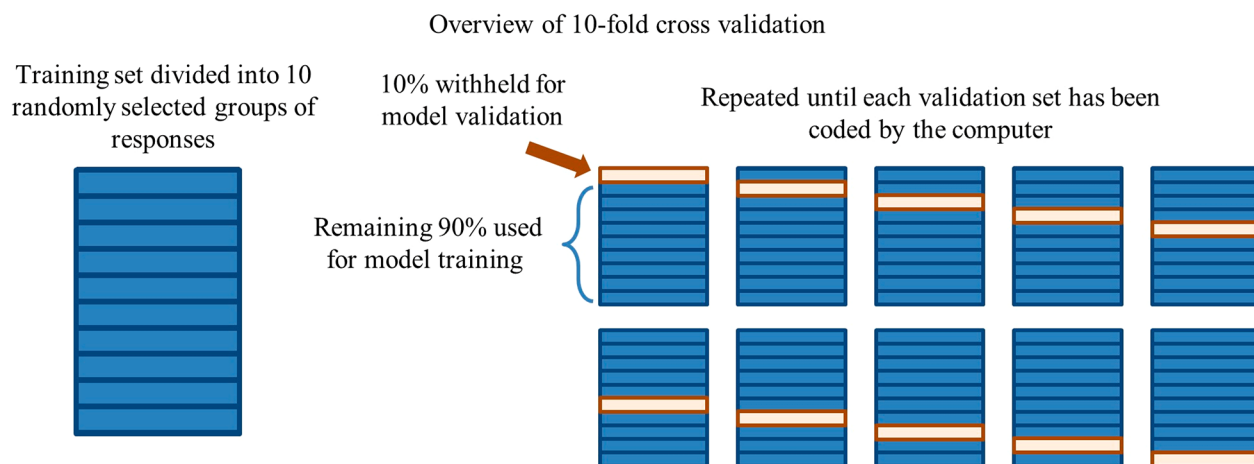 Overview of 10-fold cross validation
Training set divided into 10
randomly selected groups of
responses
10% withheld for
model validation
Remaining 90% used
for model training
Repeated until each validation set has been
coded by the computer